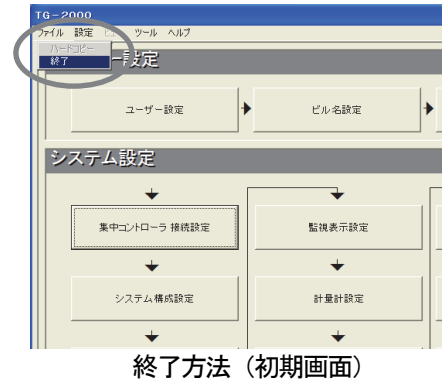 TG-2000
ファイル 設定 ツール ヘルプ
ハードコピー
終了
ー設定
ユーザー設定
ビル名設定
システム設定
集中コントローラ 接続設定
監視表示設定
システム構成設定
計量計設定
終了方法（初期画面）